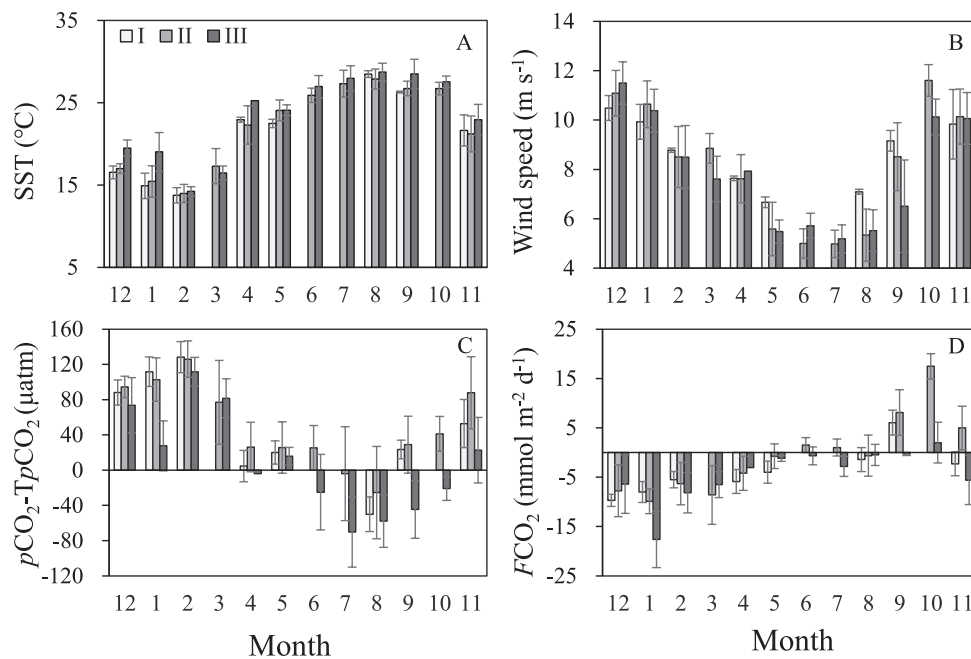 35
25
15
5
SST (°C)
I II III
A
12 1 2 3 4 5 6 7 8 9 10 11
14
12
10
8
6
4
Wind speed (m s-1)
B
12 1 2 3 4 5 6 7 8 9 10 11
160
120
80
40
0
-40
-80
-120
pCO2-TpCO2 (μatm)
C
12 1 2 3 4 5 6 7 8 9 10 11
Month
25
15
5
-5
-15
-25
FCO2 (mmol m-2 d-1)
D
12 1 2 3 4 5 6 7 8 9 10 11
Month